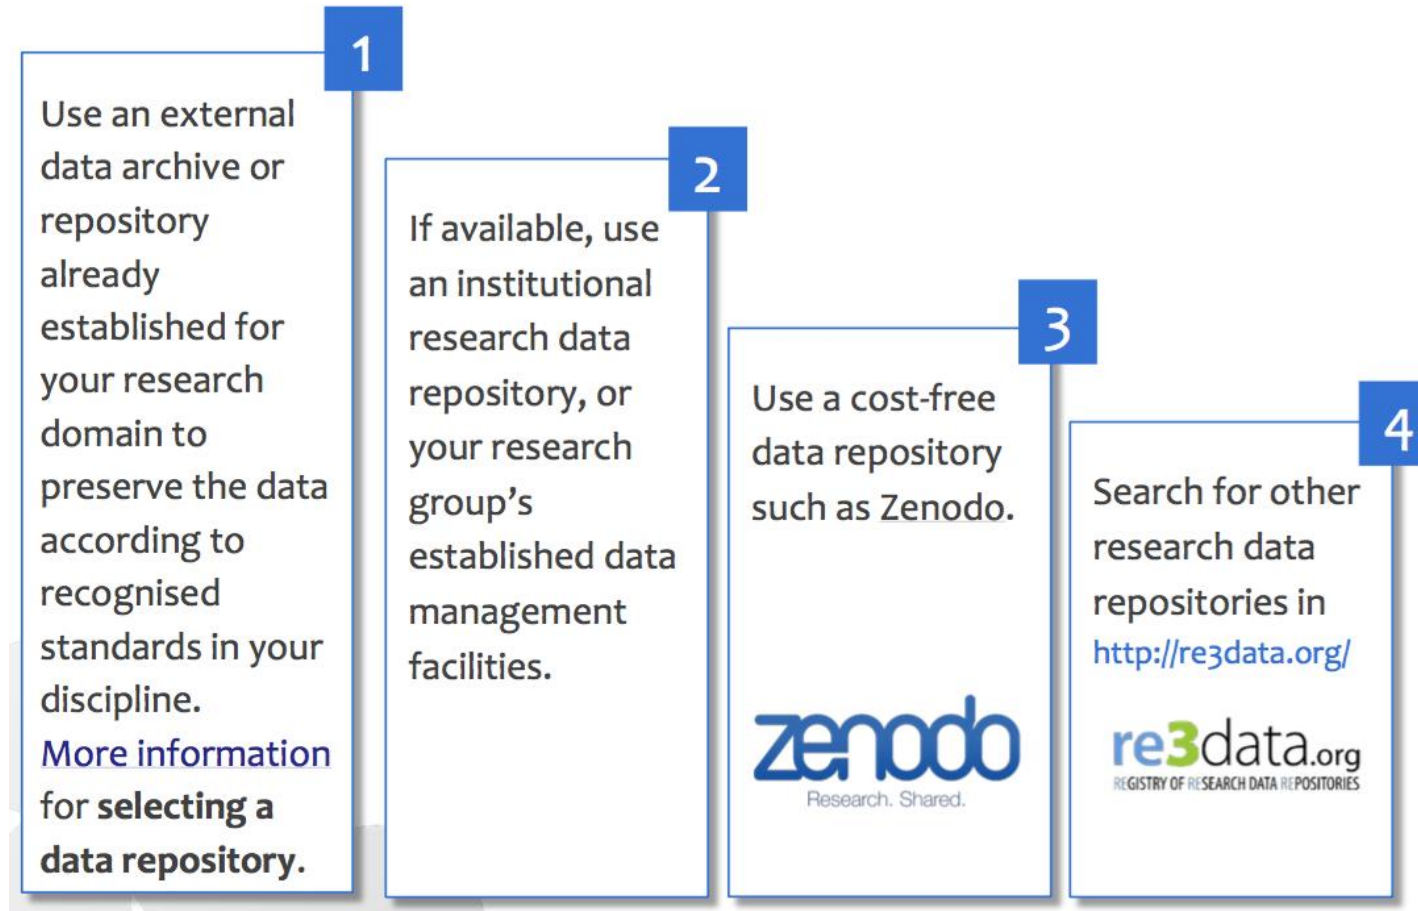 1
Use an external
data archive or
repository
already
established for
your research
domain to
preserve the data
according to
recognised
standards in your
discipline.
More information
for selecting a
data repository.
2
If available, use
an institutional
research data
repository, or
your research
group's
established data
management
facilities.
3
Use a cost-free
data repository
such as Zenodo.
zenodo
Research. Shared.
4
Search for other
research data
repositories in
http://re3data.org/
re3data.org
REGISTRY OF RESEARCH DATA REPOSITORIES